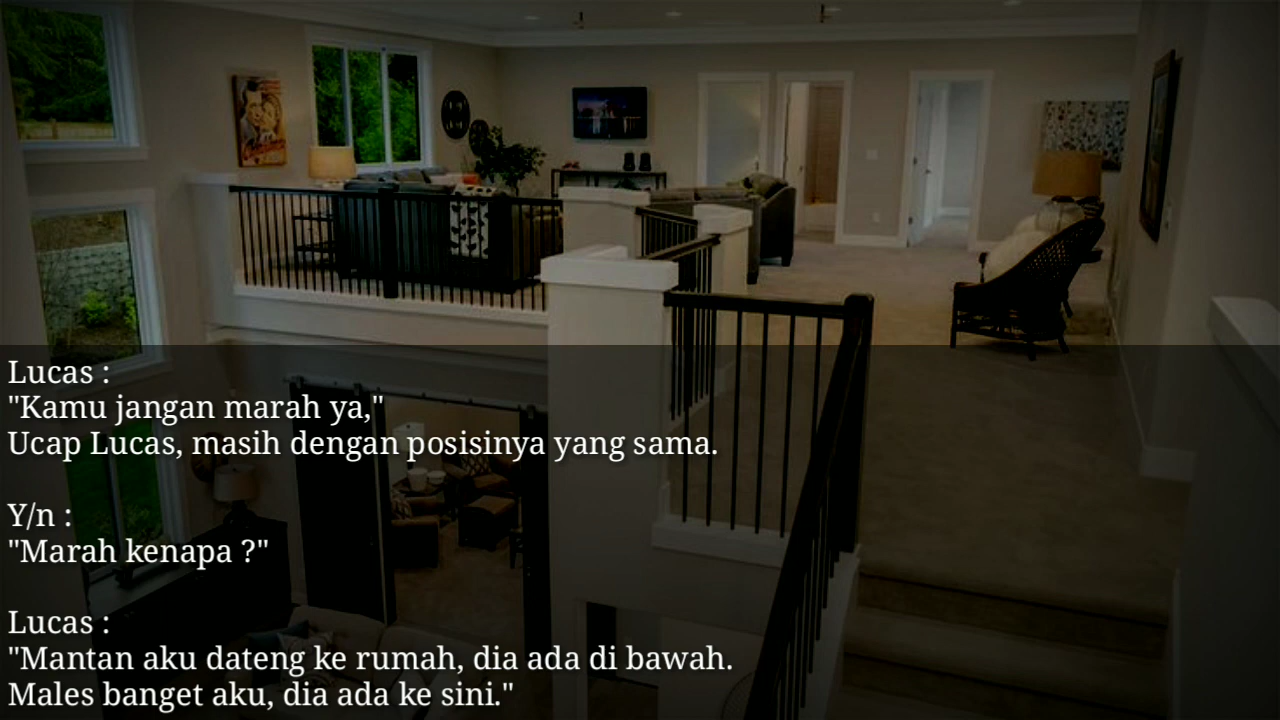 Lucas :
"Kamu jangan marah ya,"
Ucap Lucas, masih dengan posisinya yang sama.
Y/n :
"Marah kenapa ?"
Lucas :
"Mantan aku dateng ke rumah, dia ada di bawah.
Males banget aku, dia ada ke sini."